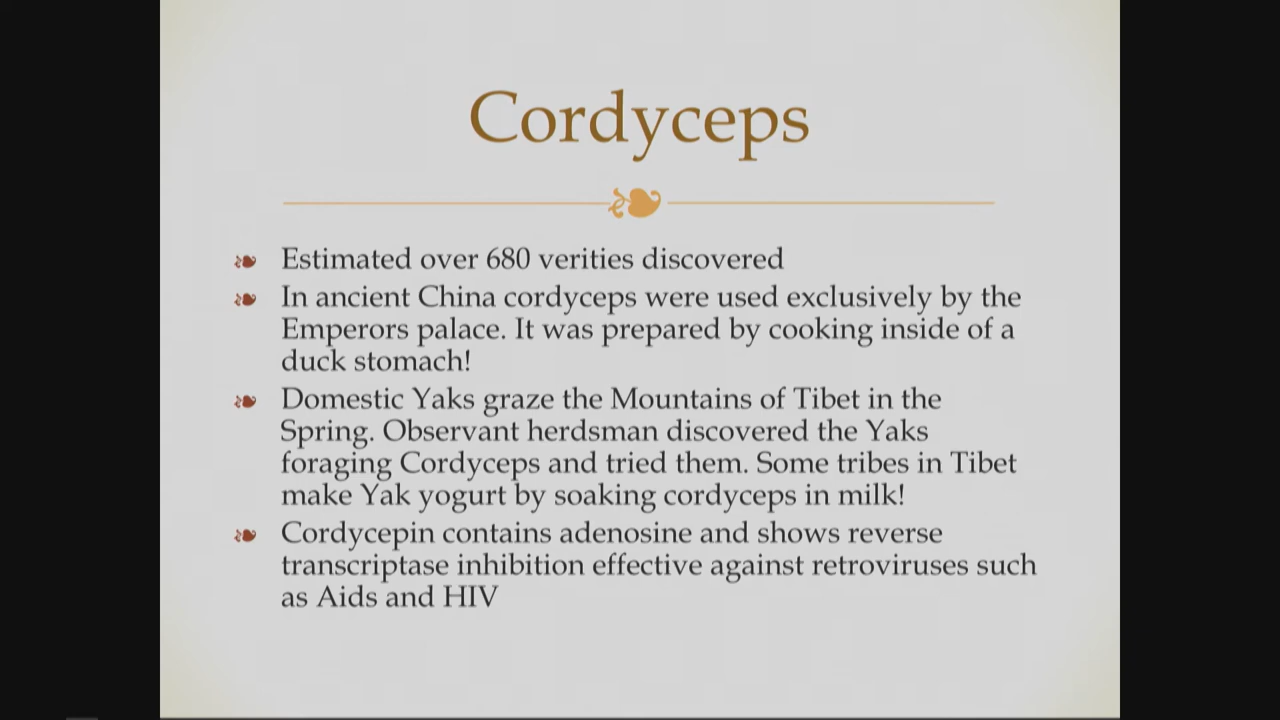 Cordyceps
Estimated over 680 verities discovered
In ancient China cordyceps were used exclusively by the
Emperors palace. It was prepared by cooking inside of a
duck stomach!
Domestic Yaks graze the Mountains of Tibet in the
Spring. Observant herdsman discovered the Yaks
foraging Cordyceps and tried them. Some tribes in Tibet
make Yak yogurt by soaking cordyceps in milk!
Cordycepin contains adenosine and shows reverse
transcriptase inhibition effective against retroviruses such
as Aids and HIV